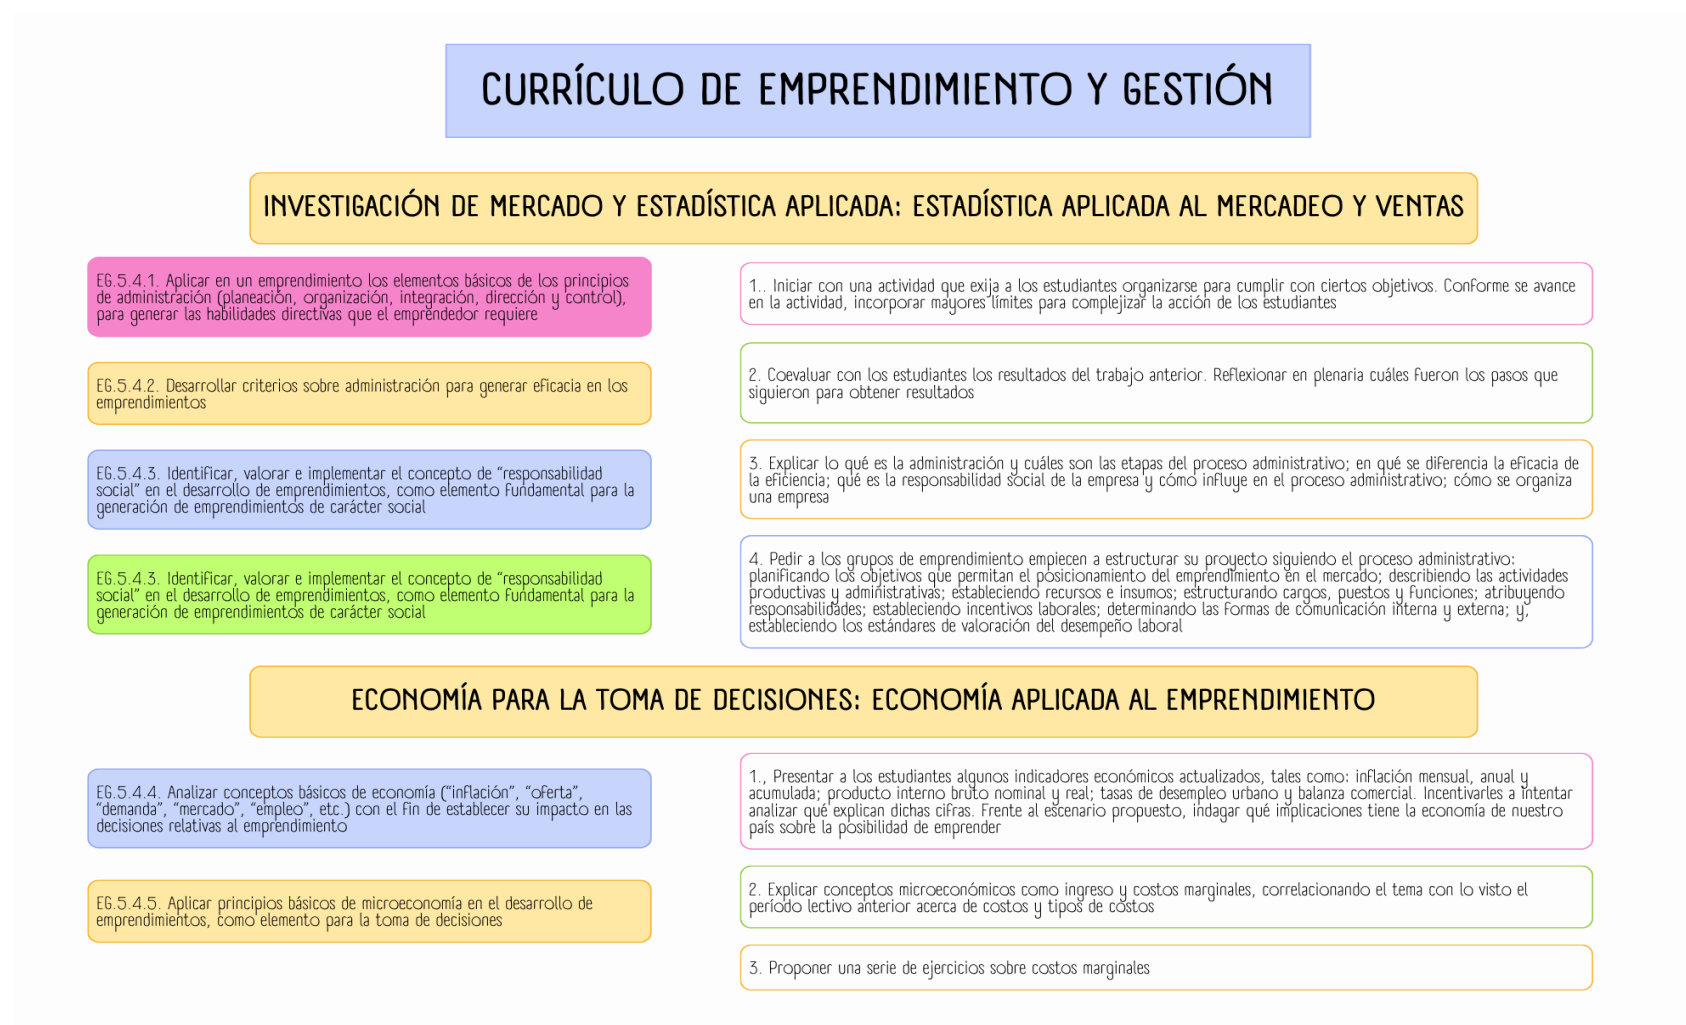 CURRÍCULO DE EMPRENDIMIENTO Y GESTIÓN
INVESTIGACIÓN DE MERCADO Y ESTADÍSTICA APLICADA: ESTADÍSTICA APLICADA AL MERCADEO Y VENTAS
EG.5.4.1. Aplicar en un emprendimiento los elementos básicos de los principios
de administración (planeación, organización, integración, dirección y control),
para generar las habilidades directivas que el emprendedor requiere
EG.5.4.2. Desarrollar criterios sobre administración para generar eficacia en los
emprendimientos
EG.5.4.3. Identificar, valorar e implementar el concepto de “responsabilidad
social” en el desarrollo de emprendimientos, como elemento fundamental para la
generación de emprendimientos de carácter social
EG.5.4.3. Identificar, valorar e implementar el concepto de “responsabilidad
social” en el desarrollo de emprendimientos, como elemento fundamental para la
generación de emprendimientos de carácter social
1.. Iniciar con una actividad que exija a los estudiantes organizarse para cumplir con ciertos objetivos. Conforme se avance
en la actividad, incorporar mayores límites para complejizar la acción de los estudiantes
2. Coevaluar con los estudiantes los resultados del trabajo anterior. Reflexionar en plenaria cuáles fueron los pasos que
siguieron para obtener resultados
3. Explicar lo qué es la administración y cuáles son las etapas del proceso administrativo; en qué se diferencia la eficacia de
la eficiencia; qué es la responsabilidad social de la empresa y cómo influye en el proceso administrativo; cómo se organiza
una empresa
4. Pedir a los grupos de emprendimiento empiecen a estructurar su proyecto siguiendo el proceso administrativo:
planificando los objetivos que permitan el posicionamiento del emprendimiento en el mercado; describiendo las actividades
productivas y administrativas; estableciendo recursos e insumos; estructurando cargos, puestos y funciones; atribuyendo
responsabilidades; estableciendo incentivos laborales; determinando las formas de comunicación interna y externa; y,
estableciendo los estándares de valoración del desempeño laboral
ECONOMÍA PARA LA TOMA DE DECISIONES: ECONOMÍA APLICADA AL EMPRENDIMIENTO
EG.5.4.4. Analizar conceptos básicos de economía (“inflación”, “oferta”,
“demanda”, “mercado”, “empleo”, etc.) con el fin de establecer su impacto en las
decisiones relativas al emprendimiento
EG.5.4.5. Aplicar principios básicos de microeconomía en el desarrollo de
emprendimientos, como elemento para la toma de decisiones
1., Presentar a los estudiantes algunos indicadores económicos actualizados, tales como: inflación mensual, anual y
acumulada; producto interno bruto nominal y real; tasas de desempleo urbano y balanza comercial. Incentivarles a intentar
analizar qué explican dichas cifras. Frente al escenario propuesto, indagar qué implicaciones tiene la economía de nuestro
país sobre la posibilidad de emprender
2. Explicar conceptos microeconómicos como ingreso y costos marginales, correlacionando el tema con lo visto el
período lectivo anterior acerca de costos y tipos de costos
3. Proponer una serie de ejercicios sobre costos marginales